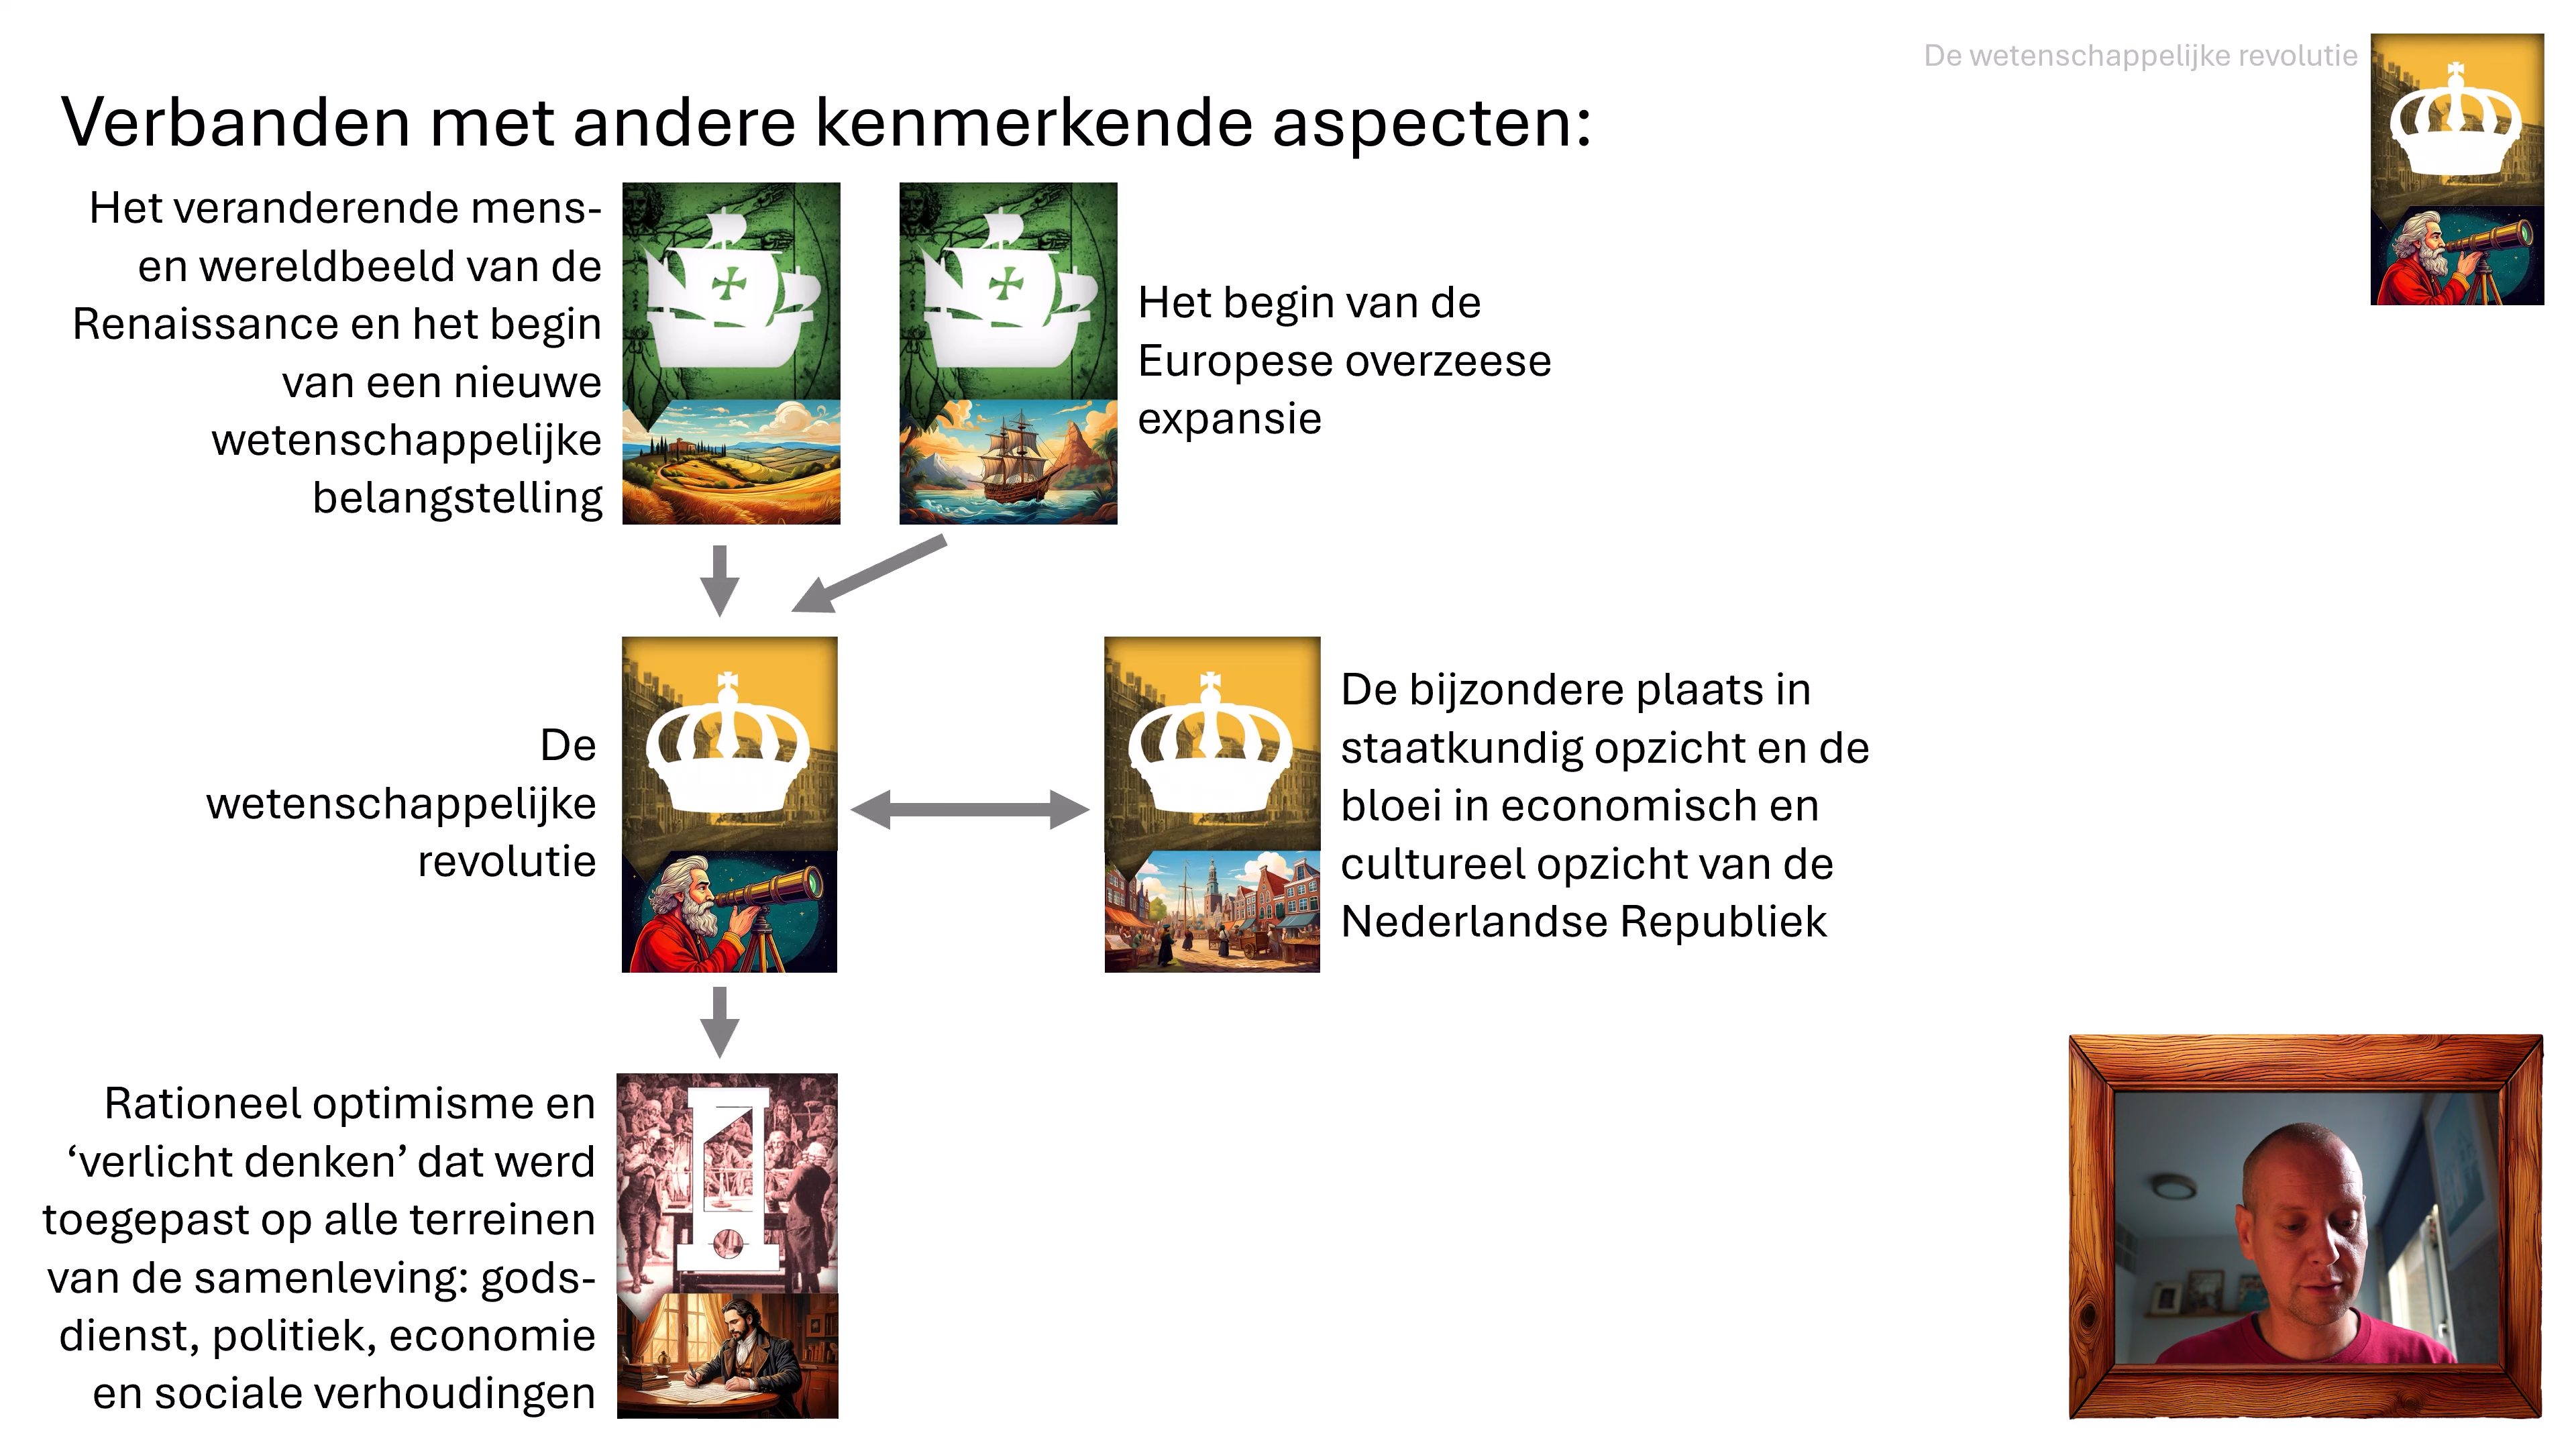 De wetenschappelijke revolutie
Verbanden met andere kenmerkende aspecten:
Het veranderende mens-
en wereldbeeld van de
Renaissance en het begin
van een nieuwe
wetenschappelijke
belangstelling
Het begin van de
Europese overzeese
expansie
De
wetenschappelijke
revolutie
De bijzondere plaats in
staatkundig opzicht en de
bloei in economisch en
cultureel opzicht van de
Nederlandse Republiek
Rationeel optimisme en
‘verlicht denken’ dat werd
toegepast op alle terreinen
van de samenleving: gods-
dienst, politiek, economie
en sociale verhoudingen